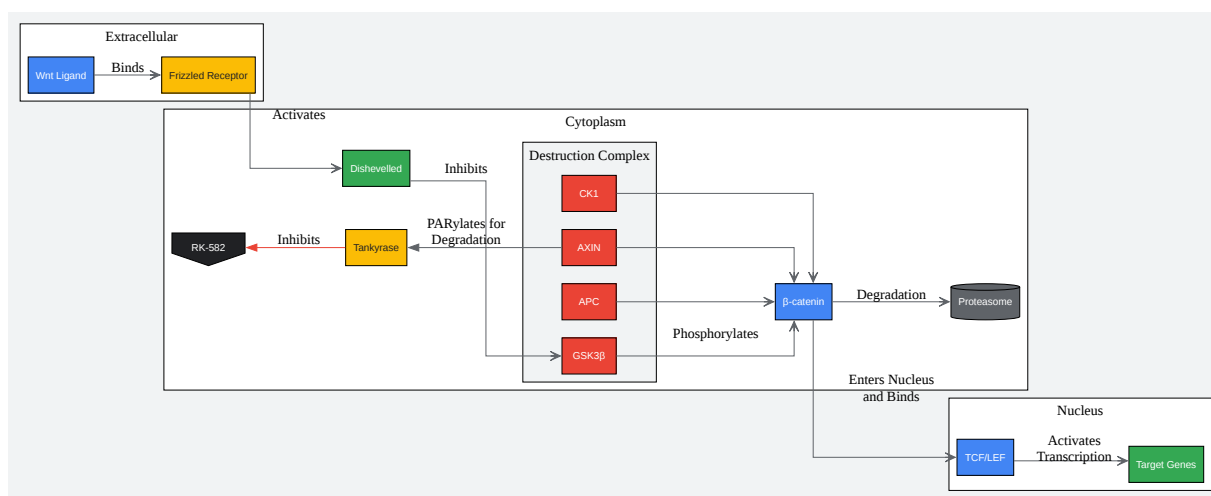 Extracellular
Wnt Ligand
Binds
Frizzled Receptor
Activates
Cytoplasm
Dishevelled
Inhibits
Destruction Complex
CK1
RK-582
Inhibits
Tankyrase
PARylates for
Degradation
AXIN
APC
β-catenin
Degradation
Proteasome
GSK3β
Phosphorylates
Enters Nucleus
and Binds
Nucleus
TCF/LEF
Activates
Transcription
Target Genes